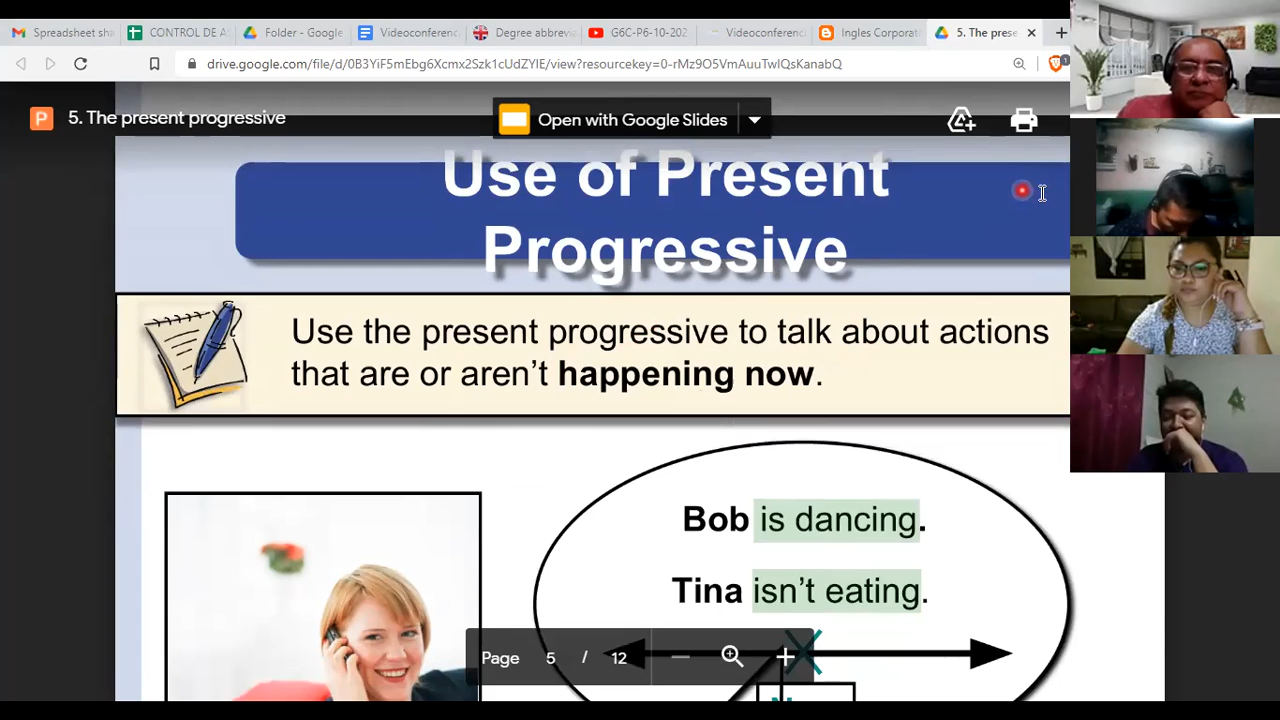 Spreadsheet sha
CONTROL DE A
Folder - Google
Videoconferenc
Degree abbrevia
G6C-P6-10-202
Videoconferenc
Ingles Corporat
5. The prese
drive.google.com/file/d/0B3YiF5mEbg6Xcmx2Szk1cUdZYlE/view?resourcekey=0-rMz9O5VmAuuTwIQsKanabQ
P 5. The present progressive
Open with Google Slides
Use of Present
Progressive
Use the present progressive to talk about actions
that are or aren't happening now.
Bob is dancing.
Tina isn't eating.
Page 5 / 12